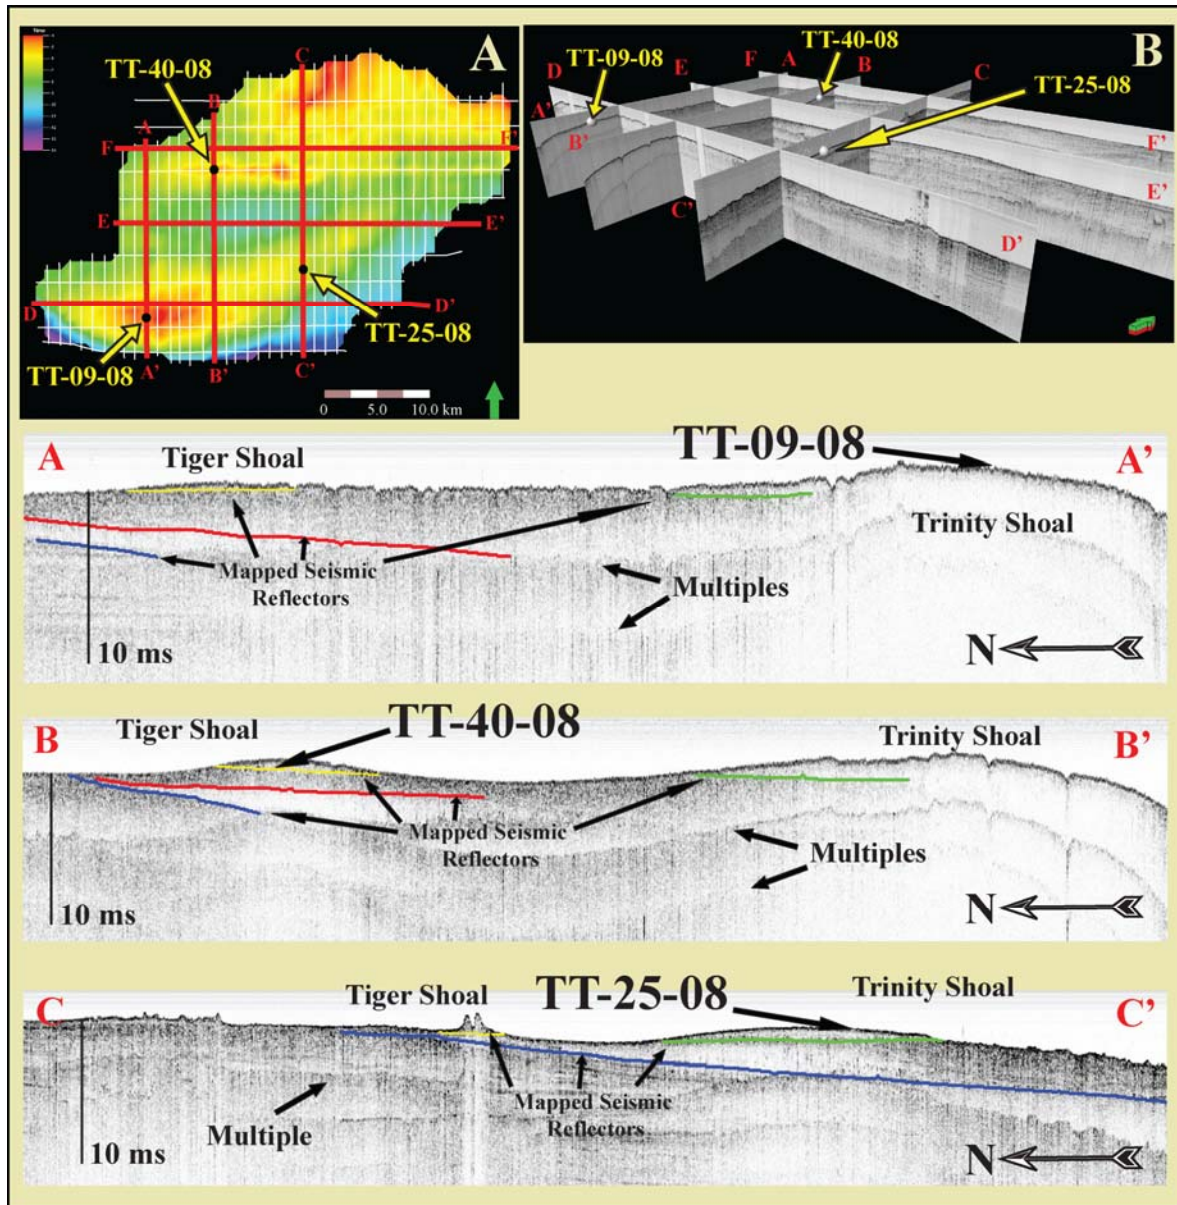 A
TT-40-08
C
B
A
F
F'
E
E'
D
D'
TT-25-08
TT-09-08
A'
B'
C'
0 5.0 10.0 km
B
TT-40-08
TT-09-08
D
E
F
A
B
C
TT-25-08
A'
B'
C'
F'
E'
D'
A
Tiger Shoal
TT-09-08
A'
Trinity Shoal
Mapped Seismic
Reflectors
Multiples
10 ms
N
B
Tiger Shoal
TT-40-08
Trinity Shoal
B'
Mapped Seismic
Reflectors
Multiples
10 ms
N
C
Tiger Shoal
TT-25-08
Trinity Shoal
C'
Mapped Seismic
Reflectors
Multiple
10 ms
N